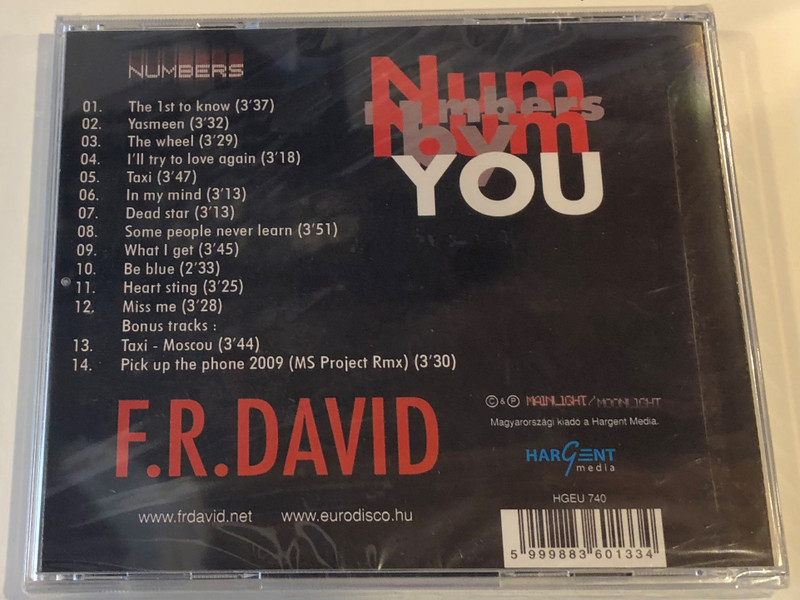 NUMBERS
01. The 1st to know (3'37)
02. Yasmeen (3'32)
03. The wheel (3'29)
04. I'll try to love again (3'18)
05. Taxi (3'47)
06. In my mind (3'13)
07. Dead star (3'13)
08. Some people never learn (3'51)
09. What I get (3'45)
10. Be blue (2'33)
11. Heart sting (3'25)
12. Miss me (3'28)
Bonus tracks :
13. Taxi - Moscou (3'44)
14. Pick up the phone 2009 (MS Project Rmx) (3'30)
Num
numbers
Num
by
YOU
F.R.DAVID
www.frdavid.net www.eurodisco.hu
© & ℗ MAINLIGHT/MOONLIGHT
Magyarországi kiadó a Hargent Media.
HARGENT
media
HGEU 740
5 999883 601334